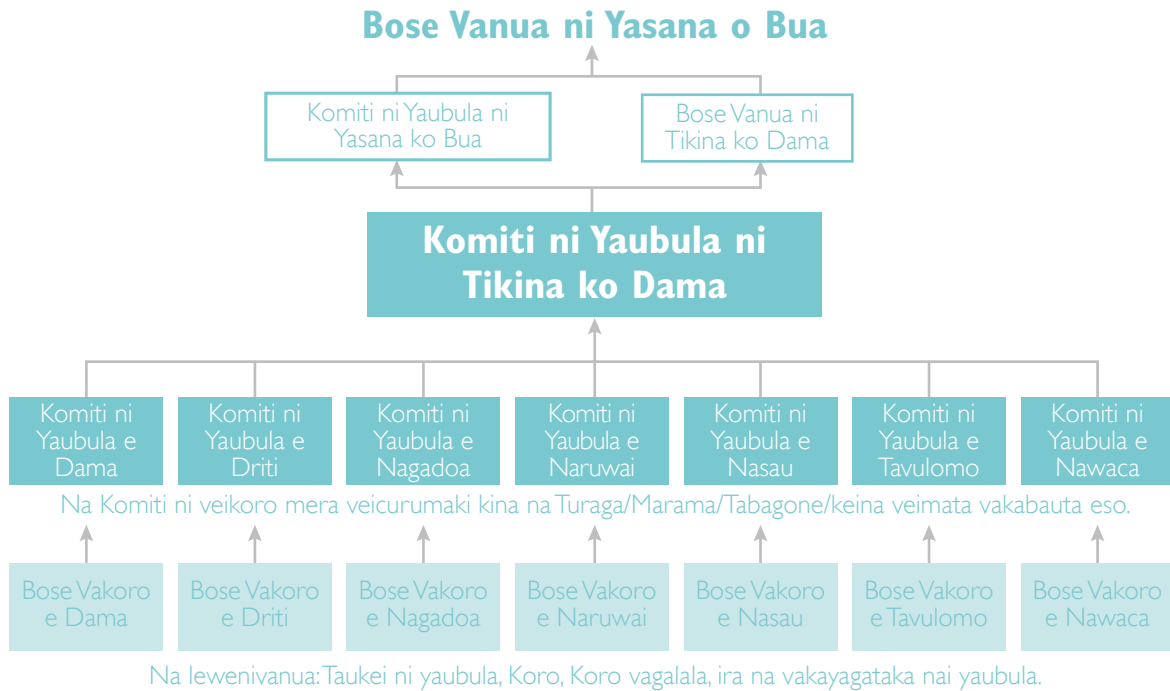 Bose Vanua ni Yasana o Bua
Komiti ni Yaubula ni
Yasana ko Bua
Bose Vanua ni
Tikina ko Dama
Komiti ni Yaubula ni
Tikina ko Dama
Komiti ni
Yaubula e
Dama
Komiti ni
Yaubula e
Driti
Komiti ni
Yaubula e
Nagadoa
Komiti ni
Yaubula e
Naruwai
Komiti ni
Yaubula e
Nasau
Komiti ni
Yaubula e
Tavulomo
Komiti ni
Yaubula e
Nawaca
Na Komiti ni veikoro mera veicurumaki kina na Turaga/Marama/Tabagone/keina veimata vakabauta eso.
Bose Vakoro
e Dama
Bose Vakoro
e Driti
Bose Vakoro
e Nagadoa
Bose Vakoro
e Naruwai
Bose Vakoro
e Nasau
Bose Vakoro
e Tavulomo
Bose Vakoro
e Nawaca
Na lewenivanua: Taukei ni yaubula, Koro, Koro vagalala, ira na vakayagataka nai yaubula.